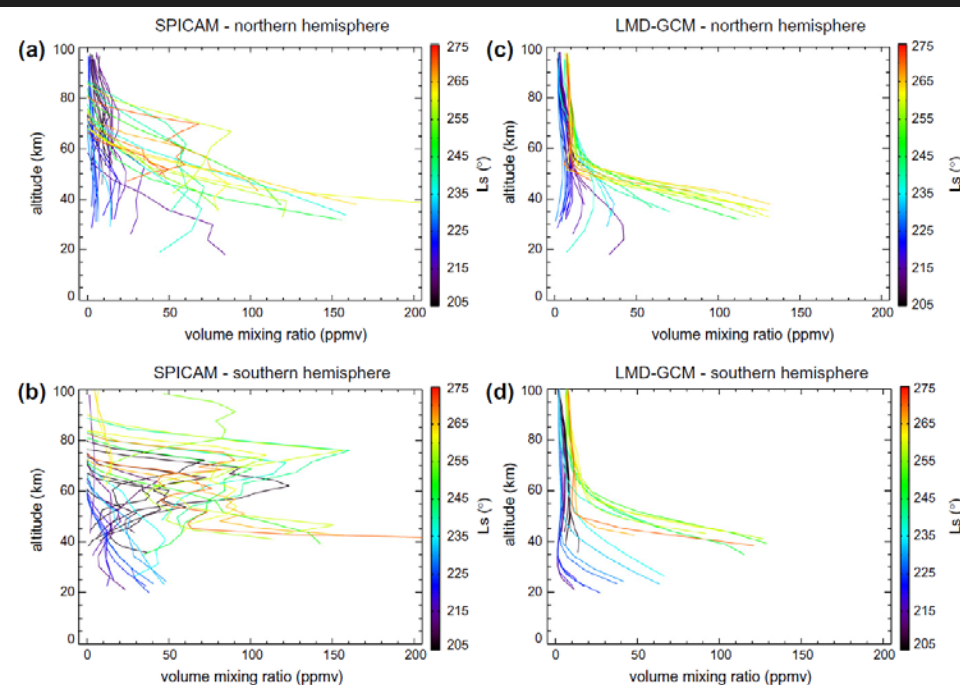 SPICAM - northern hemisphere
(a)
100
80
60
40
20
0
altitude (km)
0 50 100 150 200
volume mixing ratio (ppmv)
275
265
255
245
235
225
215
205
Ls (°)
LMD-GCM - northern hemisphere
(c)
100
80
60
40
20
0
altitude (km)
0 50 100 150 200
volume mixing ratio (ppmv)
275
265
255
245
235
225
215
205
Ls (°)
SPICAM - southern hemisphere
(b)
100
80
60
40
20
0
altitude (km)
0 50 100 150 200
volume mixing ratio (ppmv)
275
265
255
245
235
225
215
205
Ls (°)
LMD-GCM - southern hemisphere
(d)
100
80
60
40
20
0
altitude (km)
0 50 100 150 200
volume mixing ratio (ppmv)
275
265
255
245
235
225
215
205
Ls (°)